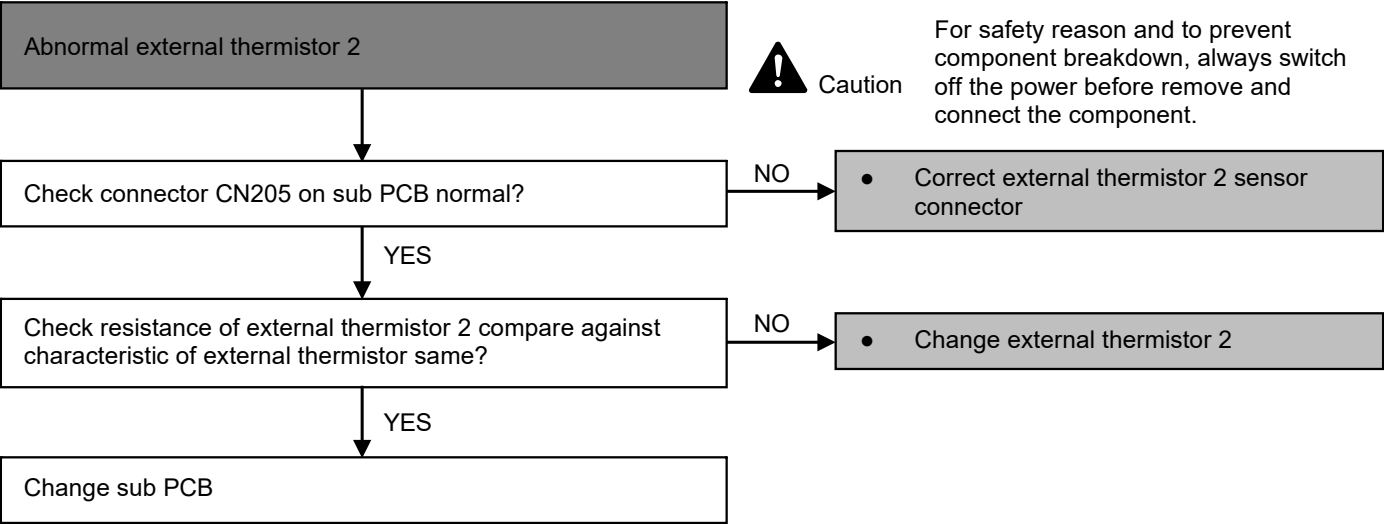 Abnormal external thermistor 2
Caution
For safety reason and to prevent
component breakdown, always switch
off the power before remove and
connect the component.
Check connector CN205 on sub PCB normal?
NO
● Correct external thermistor 2 sensor
connector
YES
Check resistance of external thermistor 2 compare against
characteristic of external thermistor same?
NO
● Change external thermistor 2
YES
Change sub PCB